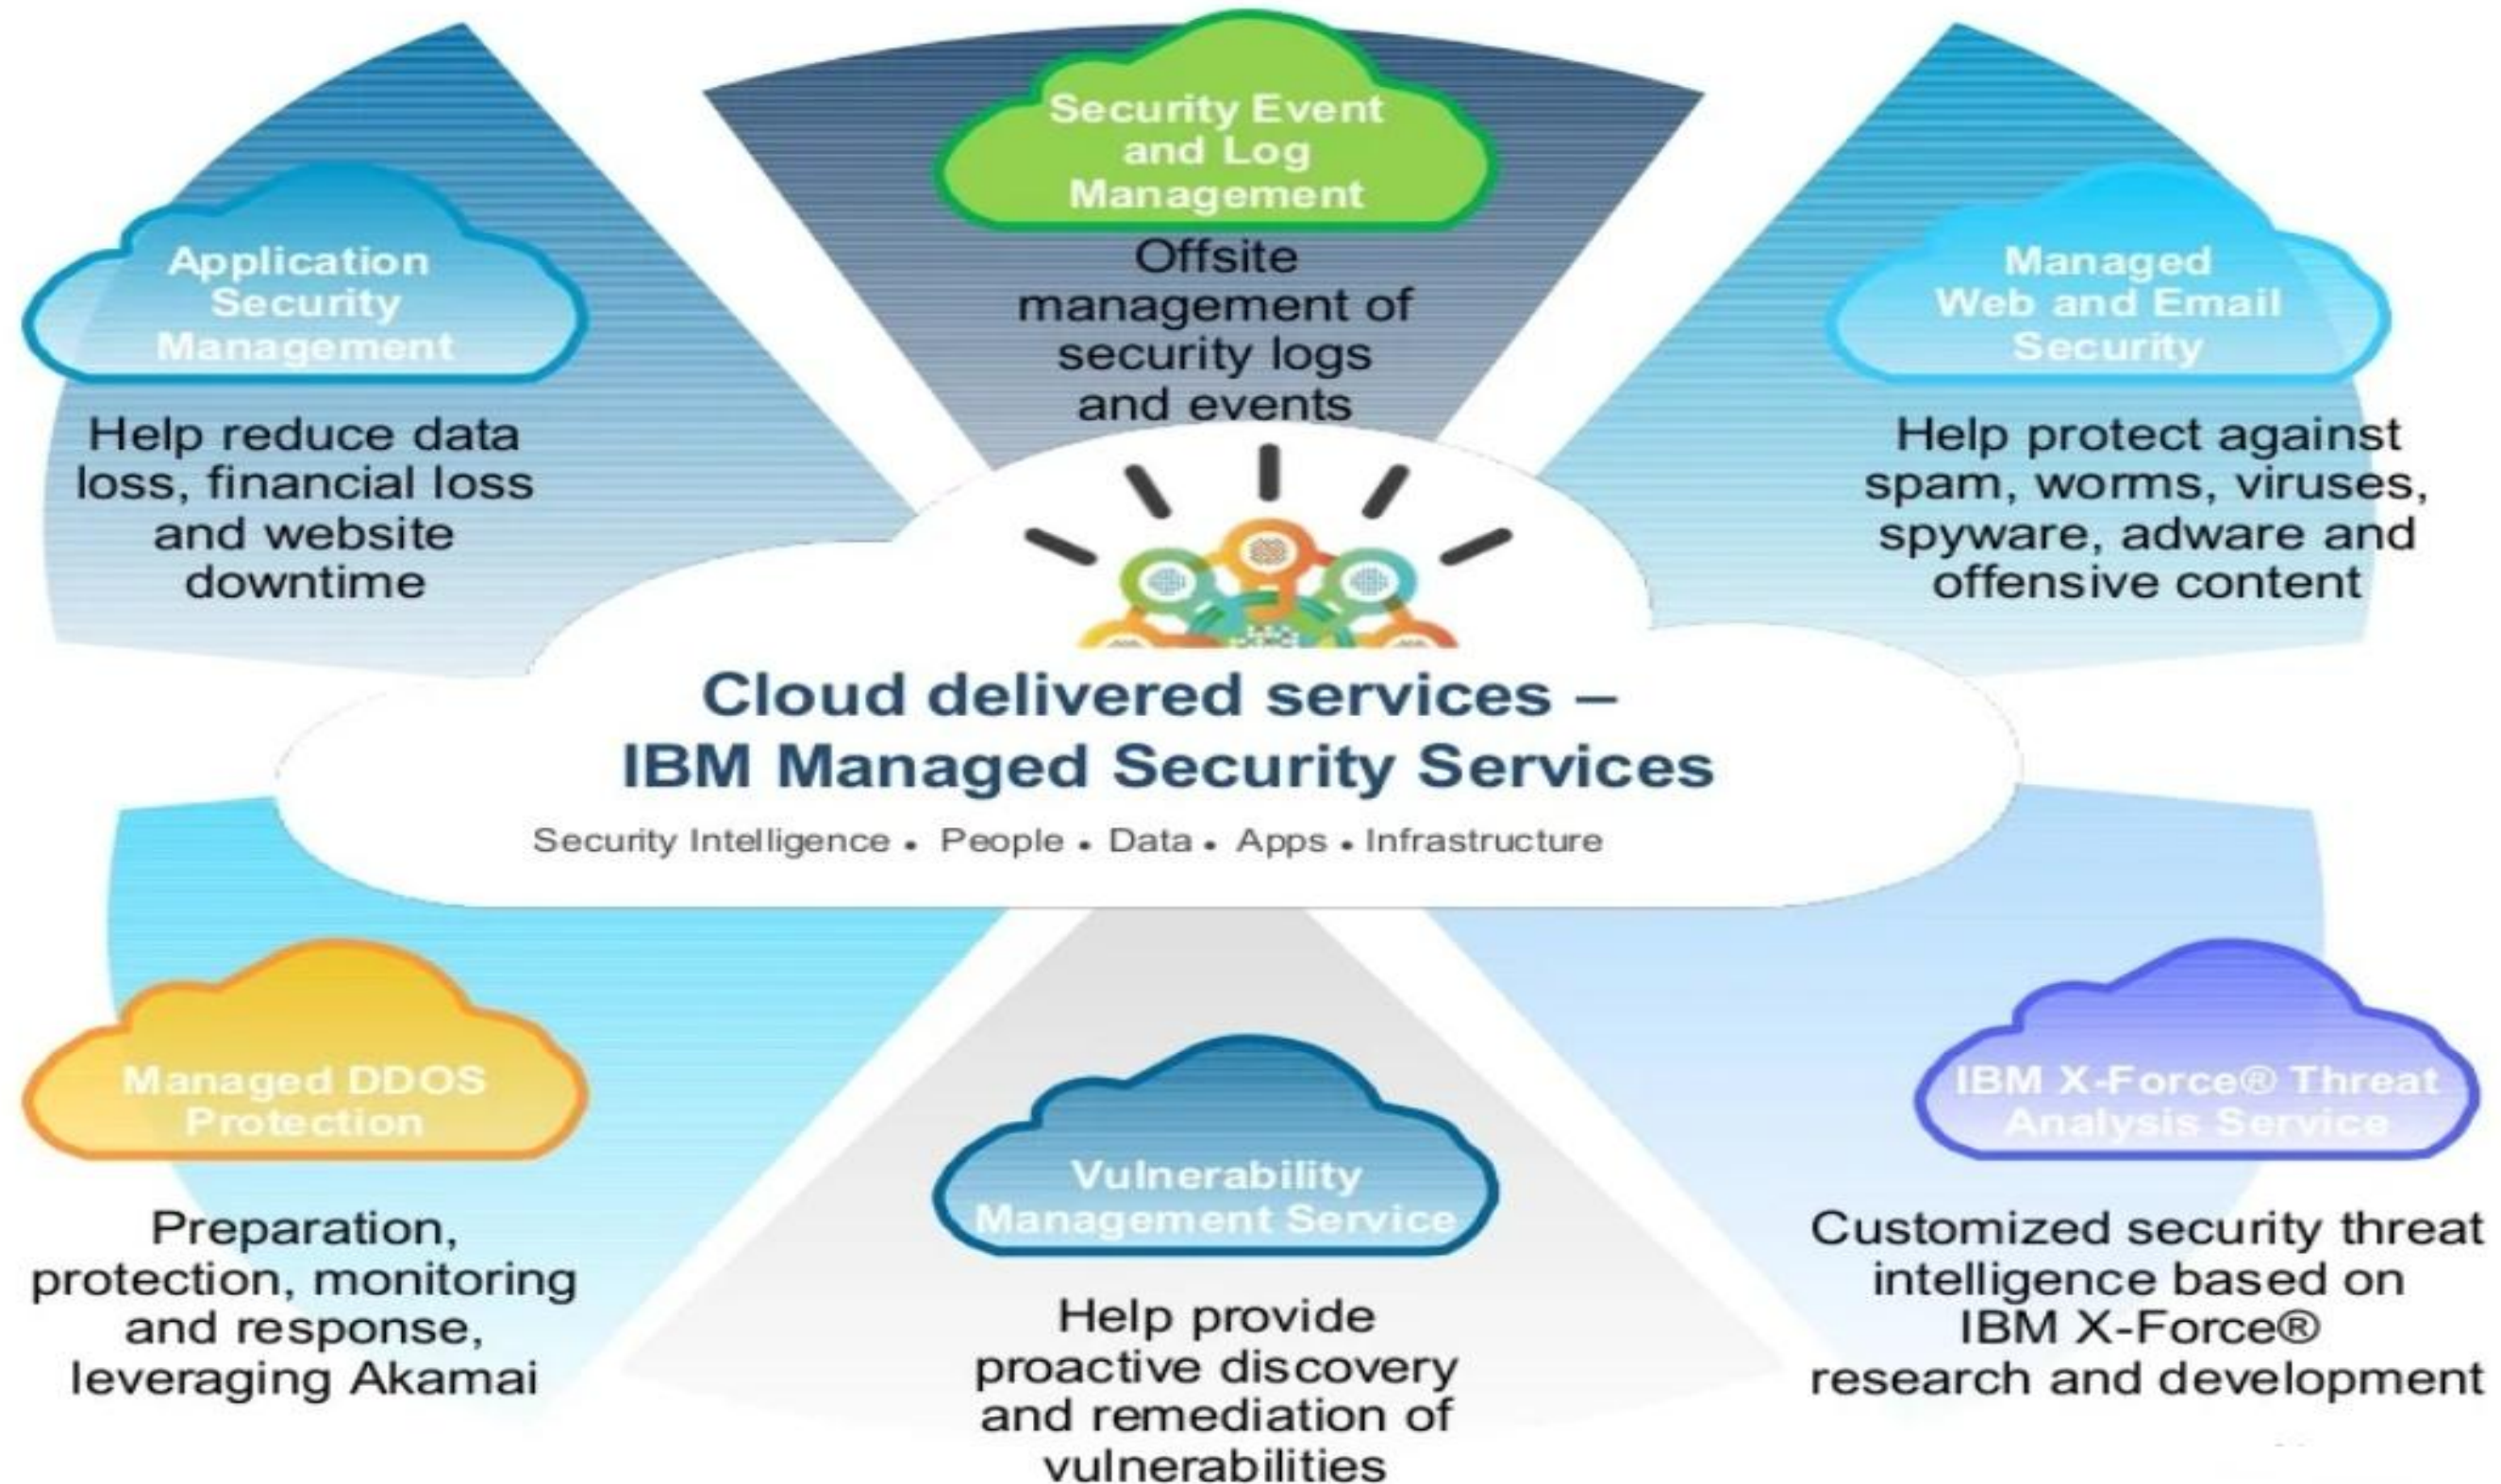 Security Event
and Log
Management
Offsite
management of
security logs
and events
Application
Security
Management
Help reduce data
loss, financial loss
and website
downtime
Managed
Web and Email
Security
Help protect against
spam, worms, viruses,
spyware, adware and
offensive content
Cloud delivered services –
IBM Managed Security Services
Security Intelligence • People • Data • Apps • Infrastructure
Managed DDOS
Protection
Preparation,
protection, monitoring
and response,
leveraging Akamai
Vulnerability
Management Service
Help provide
proactive discovery
and remediation of
vulnerabilities
IBM X-Force® Threat
Analysis Service
Customized security threat
intelligence based on
IBM X-Force®
research and development